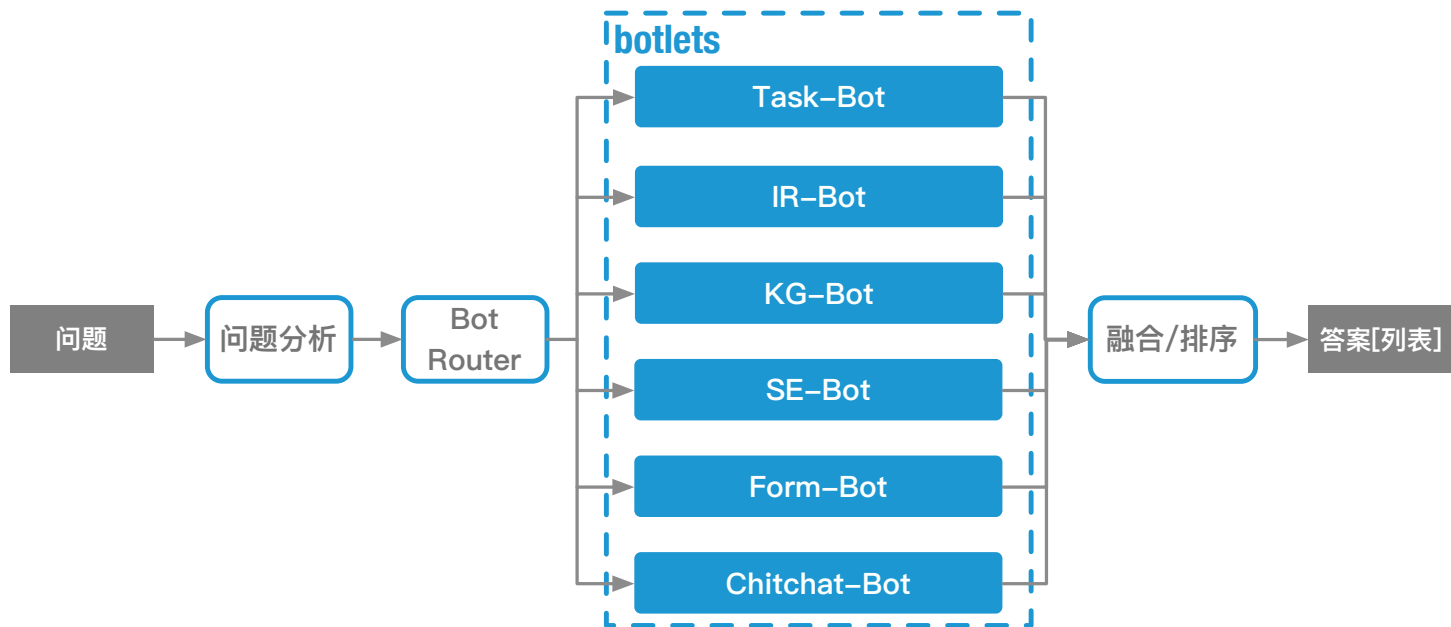 botlets
Task-Bot
IR-Bot
KG-Bot
SE-Bot
Form-Bot
Chitchat-Bot
问题
问题分析
Bot
Router
融合/排序
答案[列表]